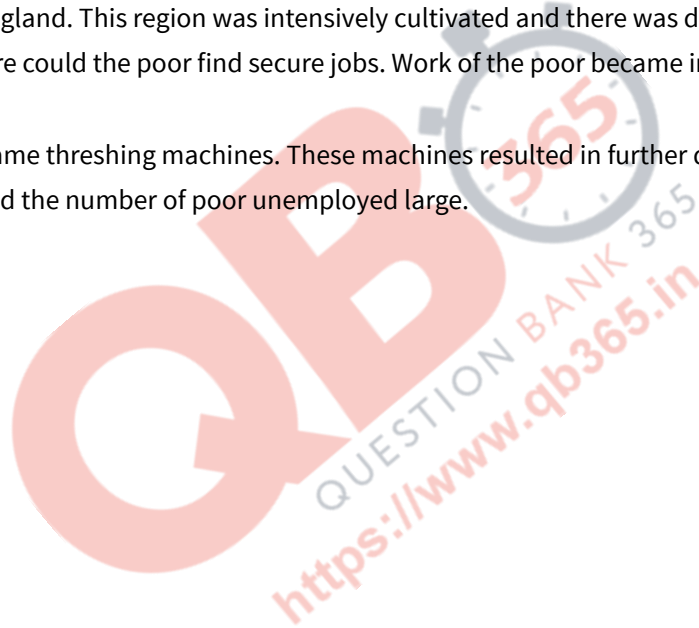 gland. This region was intensively cultivated and there was d
re could the poor find secure jobs. Work of the poor became i
me threshing machines. These machines resulted in further
d the number of poor unemployed large.
365
QB
QUESTION BANK 365
https://www.qb365.in